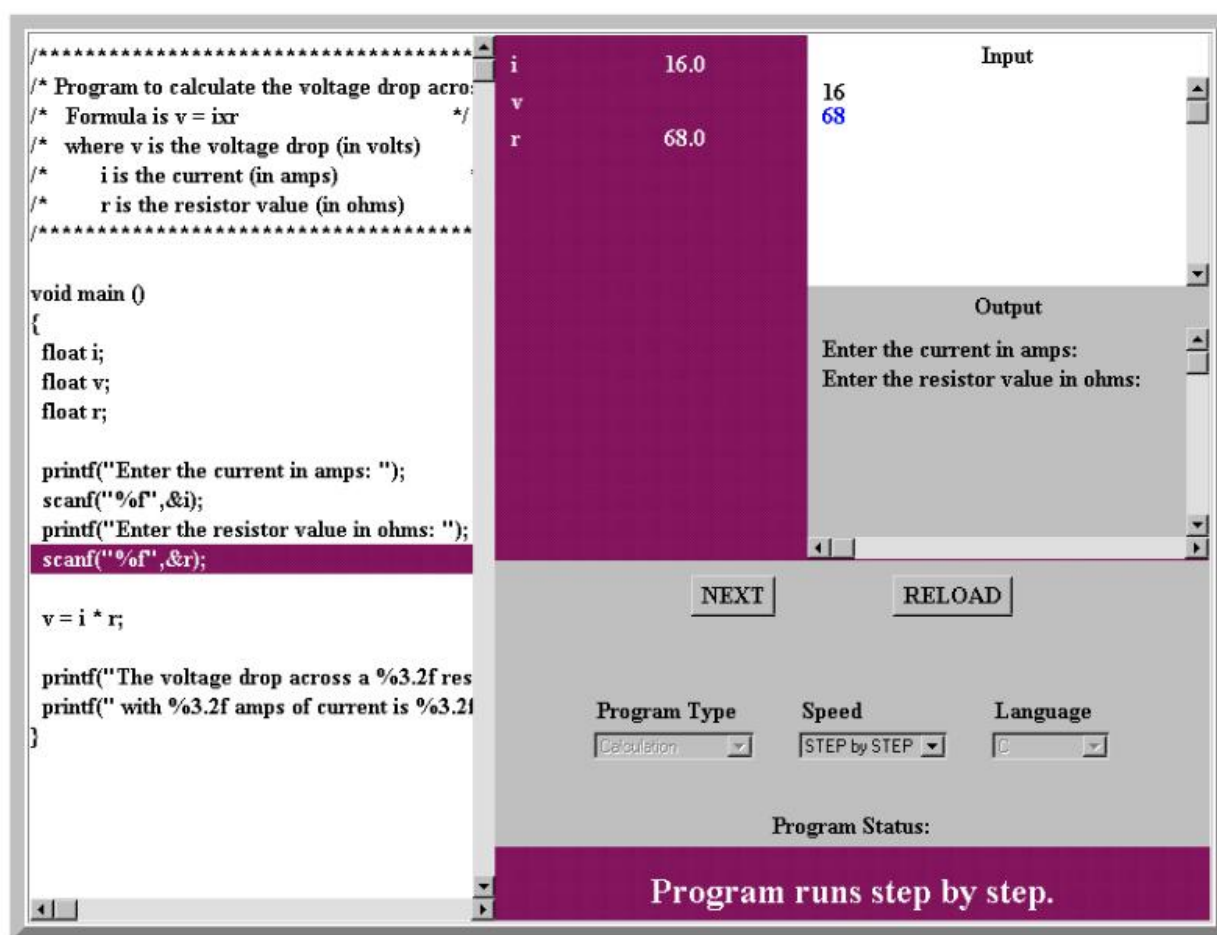 /*************************************
/* Program to calculate the voltage drop acro
/* Formula is v = ixr */
/* where v is the voltage drop (in volts)
/* i is the current (in amps)
/* r is the resistor value (in ohms)
/*************************************
void main ()
{
float i;
float v;
float r;
printf("Enter the current in amps: ");
scanf("%f",&i);
printf("Enter the resistor value in ohms: ");
scanf("%f",&r);
v = i * r;
printf("The voltage drop across a %3.2f res
printf(" with %3.2f amps of current is %3.2f
}
i 16.0
v
r 68.0
Input
16
68
Output
Enter the current in amps:
Enter the resistor value in ohms:
NEXT RELOAD
Program Type Speed Language
Calculation STEP by STEP C
Program Status:
Program runs step by step.